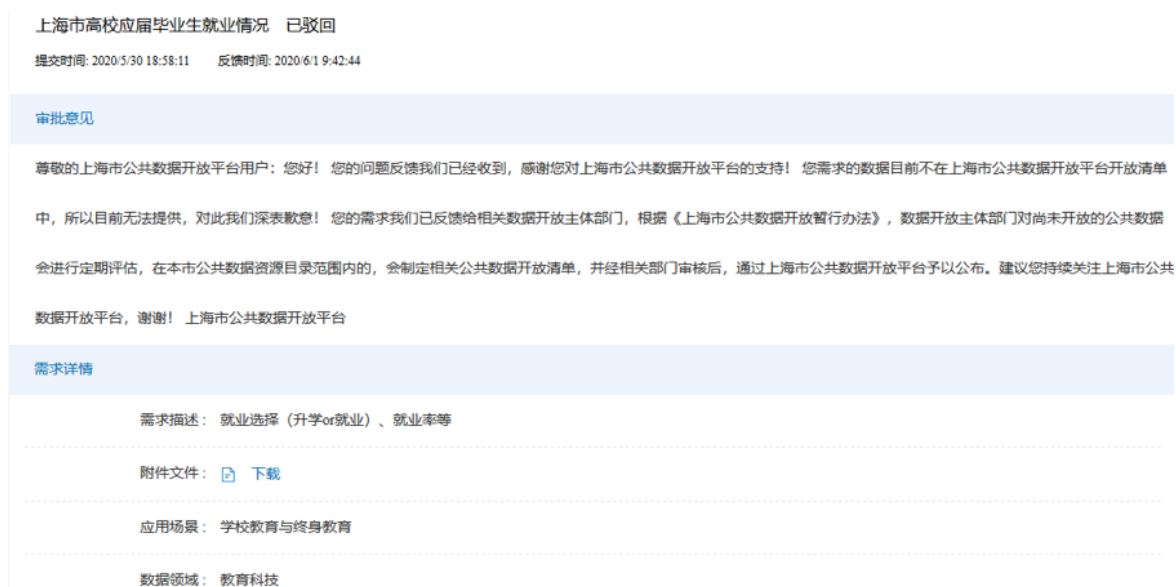 上海市高校应届毕业生就业情况 已驳回
提交时间: 2020/5/30 18:58:11 反馈时间: 2020/6/1 9:42:44
审批意见
尊敬的上海市公共数据开放平台用户：您好！ 您的问题反馈我们已经收到，感谢您对上海市公共数据开放平台的支持！ 您需求的数据目前不在上海市公共数据开放平台开放清单
中，所以目前无法提供，对此我们深表歉意！ 您的需求我们已反馈给相关数据开放主体部门，根据《上海市公共数据开放暂行办法》，数据开放主体部门对尚未开放的公共数据
会进行定期评估，在本市公共数据资源目录范围内的，会制定相关公共数据开放清单，并经相关部门审核后，通过上海市公共数据开放平台予以公布。建议您持续关注上海市公共
数据开放平台，谢谢！ 上海市公共数据开放平台
需求详情
需求描述： 就业选择（升学or就业）、就业率等
附件文件： 下载
应用场景： 学校教育与终身教育
数据领域： 教育科技